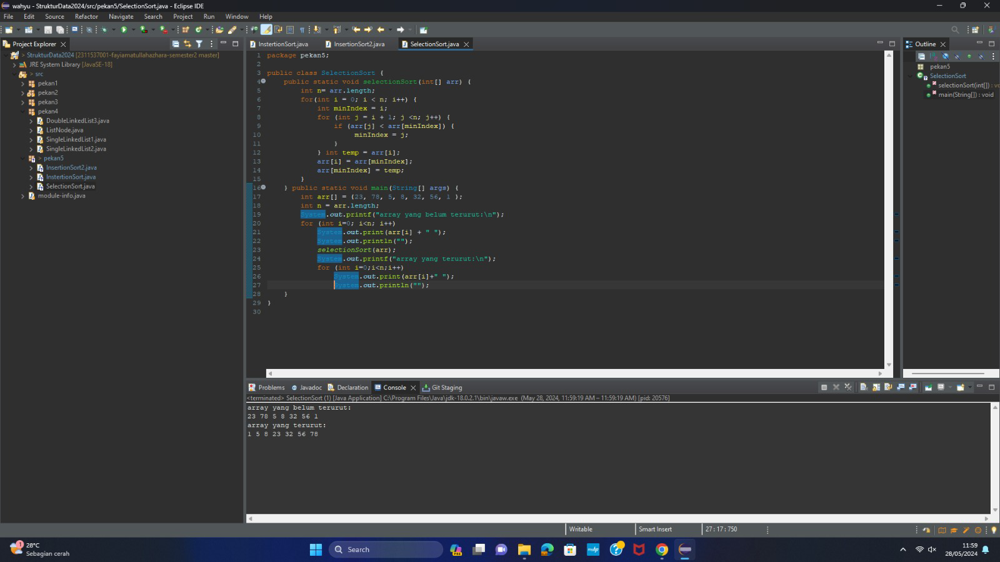 wahyu - StrukturData2024/src/pekan5/SelectionSort.java - Eclipse IDE
File Edit Source Refactor Navigate Search Project Run Window Help
Project Explorer
StrukturData2024 [2311537001-fayiamatullahazhara-semester2 master]
JRE System Library [JavaSE-18]
src
pekan1
pekan2
pekan3
pekan4
DoubleLinkedList3.java
ListNode.java
SingleLinkedList1.java
SingleLinkedList2.java
pekan5
InsertionSort2.java
InstertionSort.java
SelectionSort.java
module-info.java
InstertionSort.java InsertionSort2.java SelectionSort.java
1 package pekan5;
2
3 public class SelectionSort {
4 public static void selectionSort(int[] arr) {
5 int n= arr.length;
6 for(int i = 0; i < n; i++) {
7 int minIndex = i;
8 for (int j = i + 1; j <n; j++) {
9 if (arr[j] < arr[minIndex]) {
10 minIndex = j;
11 }
12 } int temp = arr[i];
13 arr[i] = arr[minIndex];
14 arr[minIndex] = temp;
15 }
16 } public static void main(String[] args) {
17 int arr[] = {23, 78, 5, 8, 32, 56, 1 };
18 int n = arr.length;
19 System.out.printf("array yang belum terurut:\n");
20 for (int i=0; i<n; i++)
21 System.out.print(arr[i] + " ");
22 System.out.println("");
23 selectionSort(arr);
24 System.out.printf("array yang terurut:\n");
25 for (int i=0;i<n;i++)
26 System.out.print(arr[i]+" ");
27 System.out.println("");
28 }
29 }
30
Outline
pekan5
SelectionSort
selectionSort(int[]) : vo
main(String[]) : void
Problems Javadoc Declaration Console Git Staging
<terminated> SelectionSort (1) [Java Application] C:\Program Files\Java\jdk-18.0.2.1\bin\javaw.exe (May 28, 2024, 11:59:19 AM – 11:59:19 AM) [pid: 20576]
array yang belum terurut:
23 78 5 8 32 56 1
array yang terurut:
1 5 8 23 32 56 78
Writable Smart Insert 27 : 17 : 750
1
28°C
Sebagian cerah
Search
PRE
11:59
28/05/2024